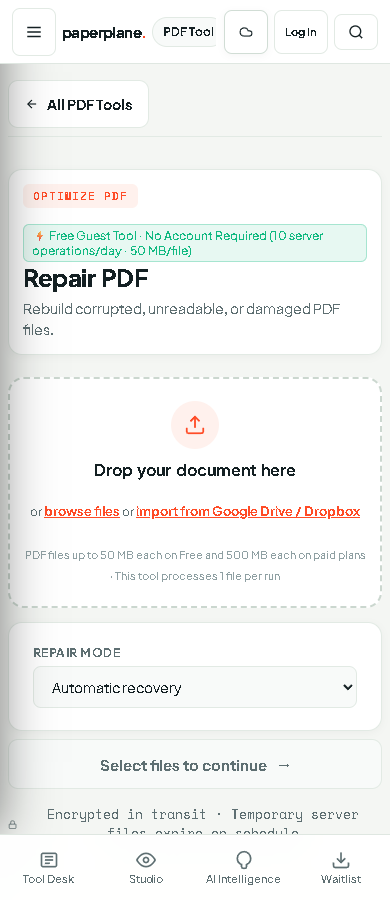 paperplane.
PDF Tool
Log in
← All PDF Tools
OPTIMIZE PDF
Free Guest Tool · No Account Required (10 server
operations/day · 50 MB/file)
Repair PDF
Rebuild corrupted, unreadable, or damaged PDF
files.
Drop your document here
or browse files or import from Google Drive / Dropbox
PDF files up to 50 MB each on Free and 500 MB each on paid plans
· This tool processes 1 file per run
REPAIR MODE
Automatic recovery
Select files to continue →
Encrypted in transit · Temporary server
files expire on schedule
Tool Desk
Studio
AI Intelligence
Waitlist